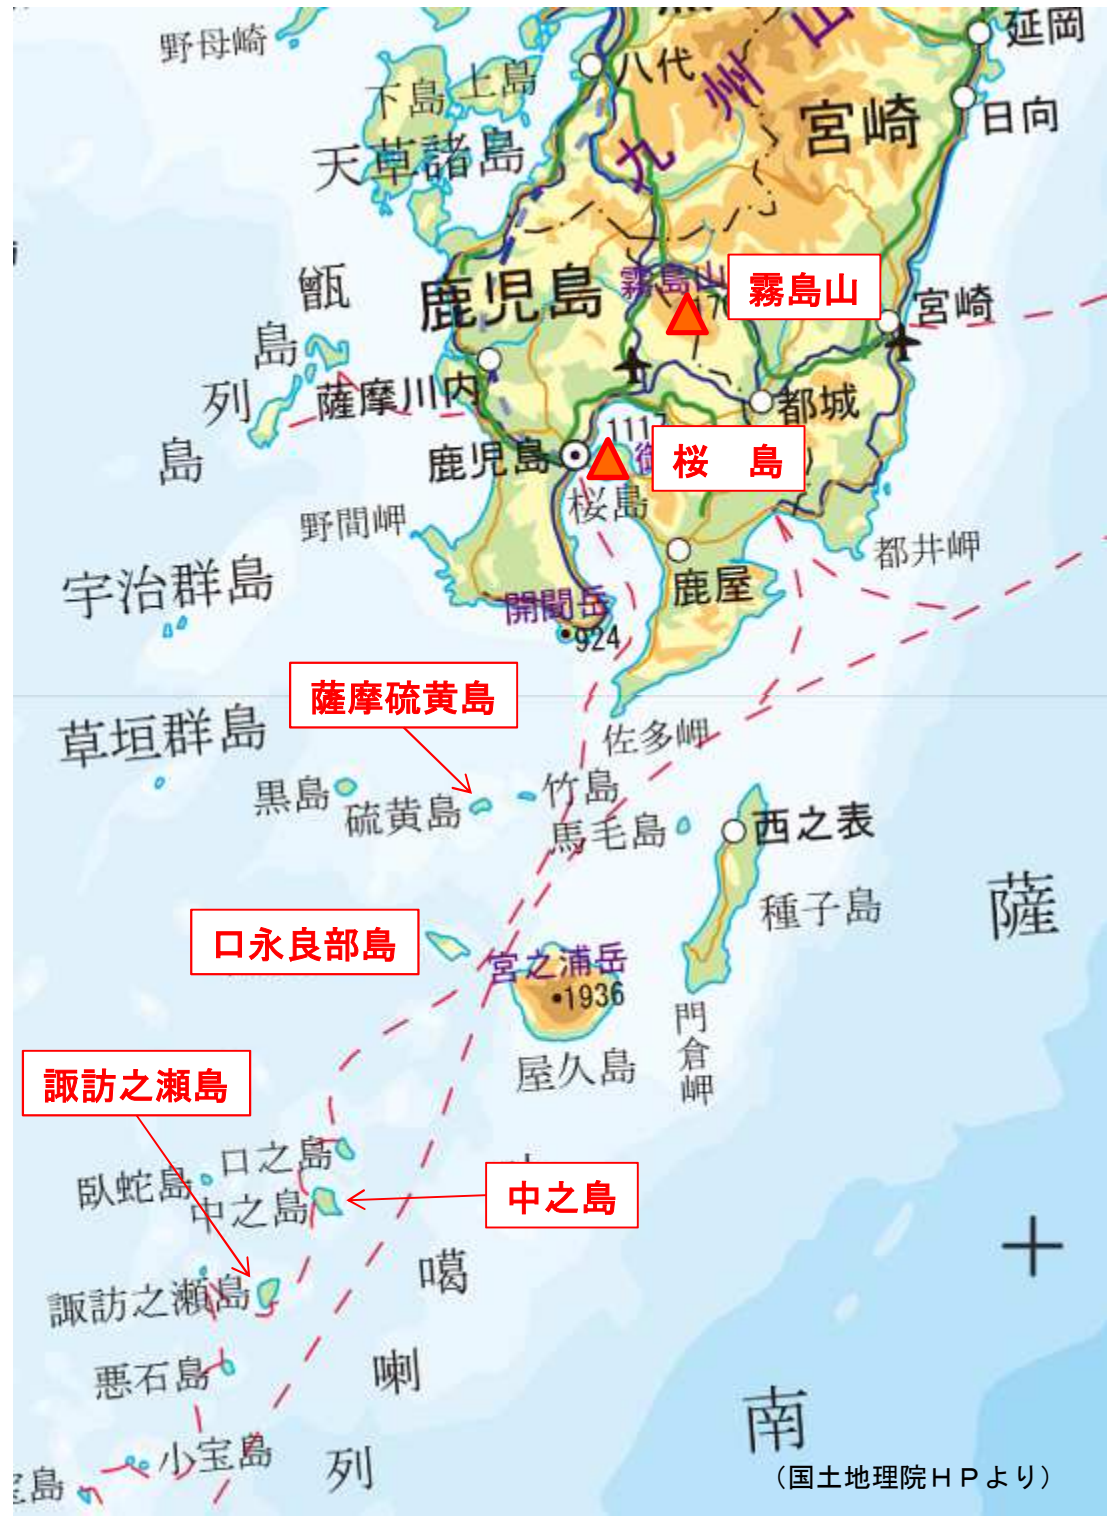 野母崎
延岡
八代
九州山
上島
下島
日向
宮崎
天草諸島
霧島山
霧島山
甑島列島
鹿児島
宮崎
薩摩川内
都城
1117
鹿児島
桜 島
桜島
野間岬
都井岬
宇治群島
鹿屋
開聞岳
924
薩摩硫黄島
草垣群島
佐多岬
黒島
硫黄島
竹島
馬毛島
西之表
種子島
薩
口永良部島
宮之浦岳
1936
門倉岬
屋久島
諏訪之瀬島
口之島
臥蛇島
中之島
中之島
噶
諏訪之瀬島
悪石島
喇
南
小宝島
列
島
(国土地理院HPより)